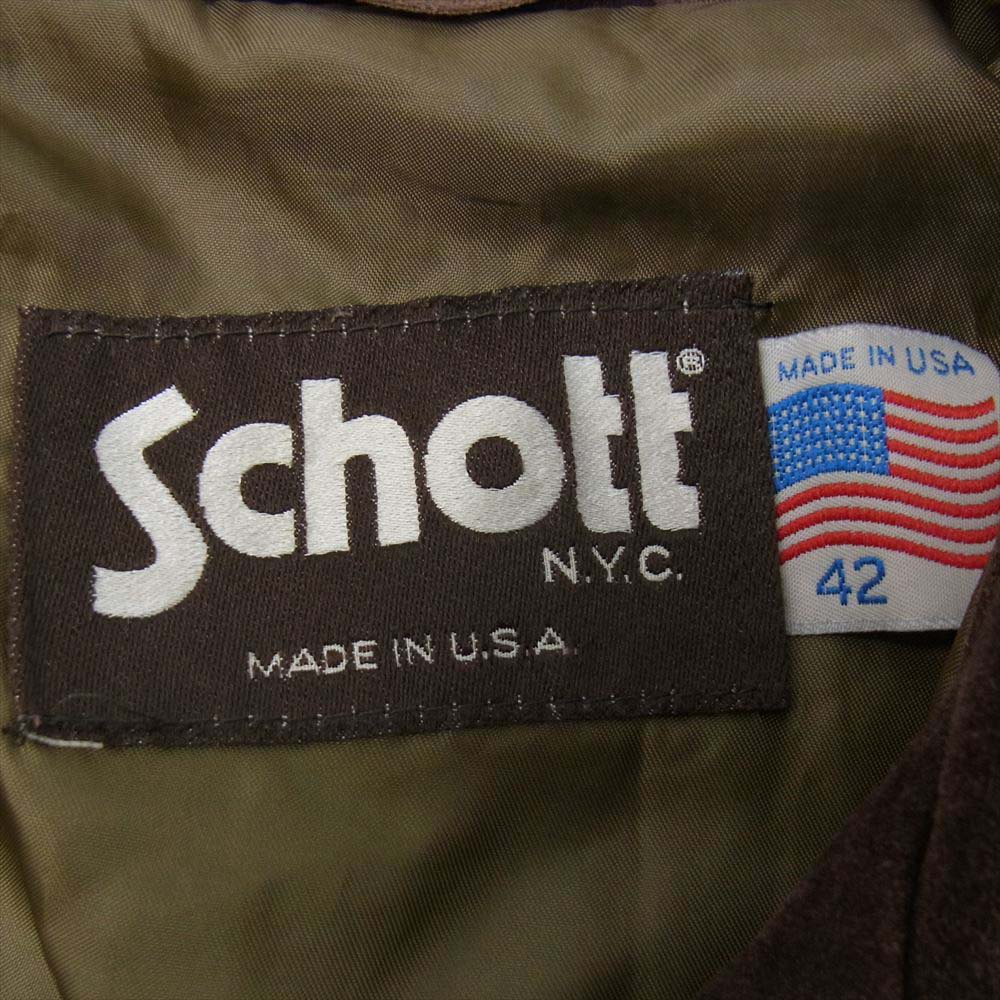 Schott®
N.Y.C.
MADE IN U.S.A.
MADE IN USA
42